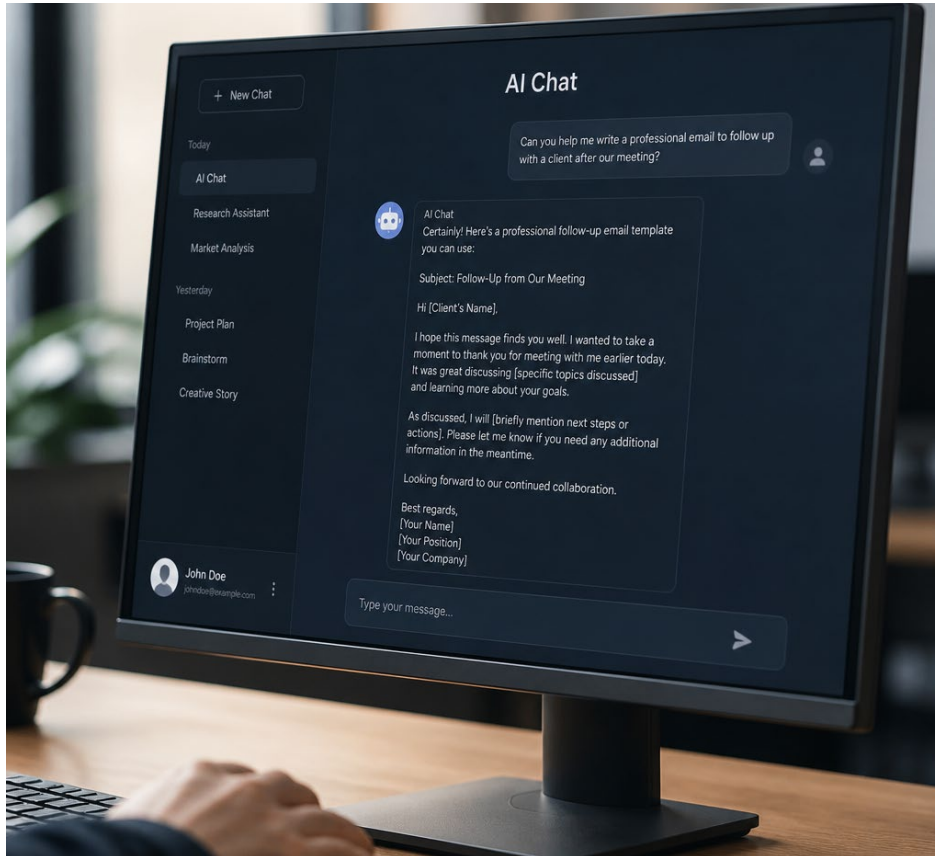 + New Chat
Today
AI Chat
Research Assistant
Market Analysis
Yesterday
Project Plan
Brainstorm
Creative Story
John Doe
johndoe@example.com
AI Chat
Can you help me write a professional email to follow up
with a client after our meeting?
AI Chat
Certainly! Here's a professional follow-up email template
you can use:
Subject: Follow-Up from Our Meeting
Hi [Client's Name],
I hope this message finds you well. I wanted to take a
moment to thank you for meeting with me earlier today.
It was great discussing [specific topics discussed]
and learning more about your goals.
As discussed, I will [briefly mention next steps or
actions]. Please let me know if you need any additional
information in the meantime.
Looking forward to our continued collaboration.
Best regards,
[Your Name]
[Your Position]
[Your Company]
Type your message...